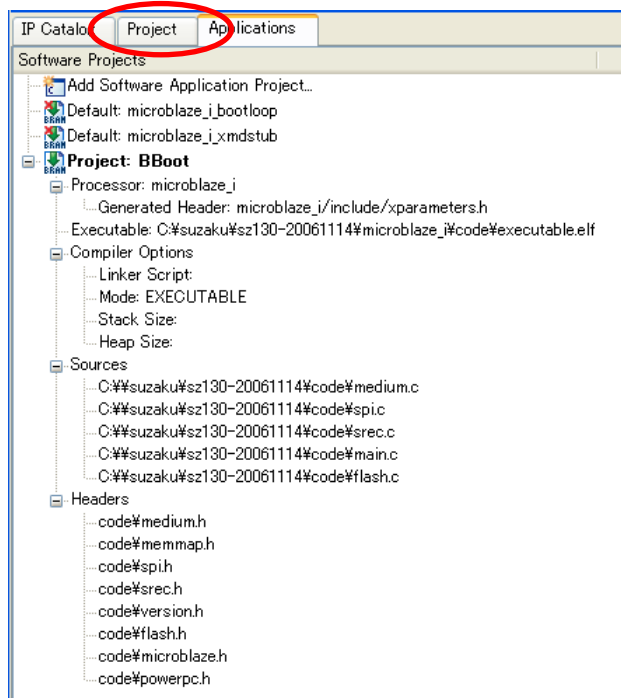 IP Catalog Project Applications
Software Projects
Add Software Application Project...
Default: microblaze_i_bootloop
Default: microblaze_i_xmdstub
Project: BBoot
Processor: microblaze_i
Generated Header: microblaze_i/include/xparameters.h
Executable: C:¥suzaku¥sz130-20061114¥microblaze_i¥code¥executable.elf
Compiler Options
Linker Script:
Mode: EXECUTABLE
Stack Size:
Heap Size:
Sources
C:¥¥suzaku¥sz130-20061114¥code¥medium.c
C:¥¥suzaku¥sz130-20061114¥code¥spi.c
C:¥¥suzaku¥sz130-20061114¥code¥srec.c
C:¥¥suzaku¥sz130-20061114¥code¥main.c
C:¥¥suzaku¥sz130-20061114¥code¥flash.c
Headers
code¥medium.h
code¥memmap.h
code¥spi.h
code¥srec.h
code¥version.h
code¥flash.h
code¥microblaze.h
code¥powerpc.h